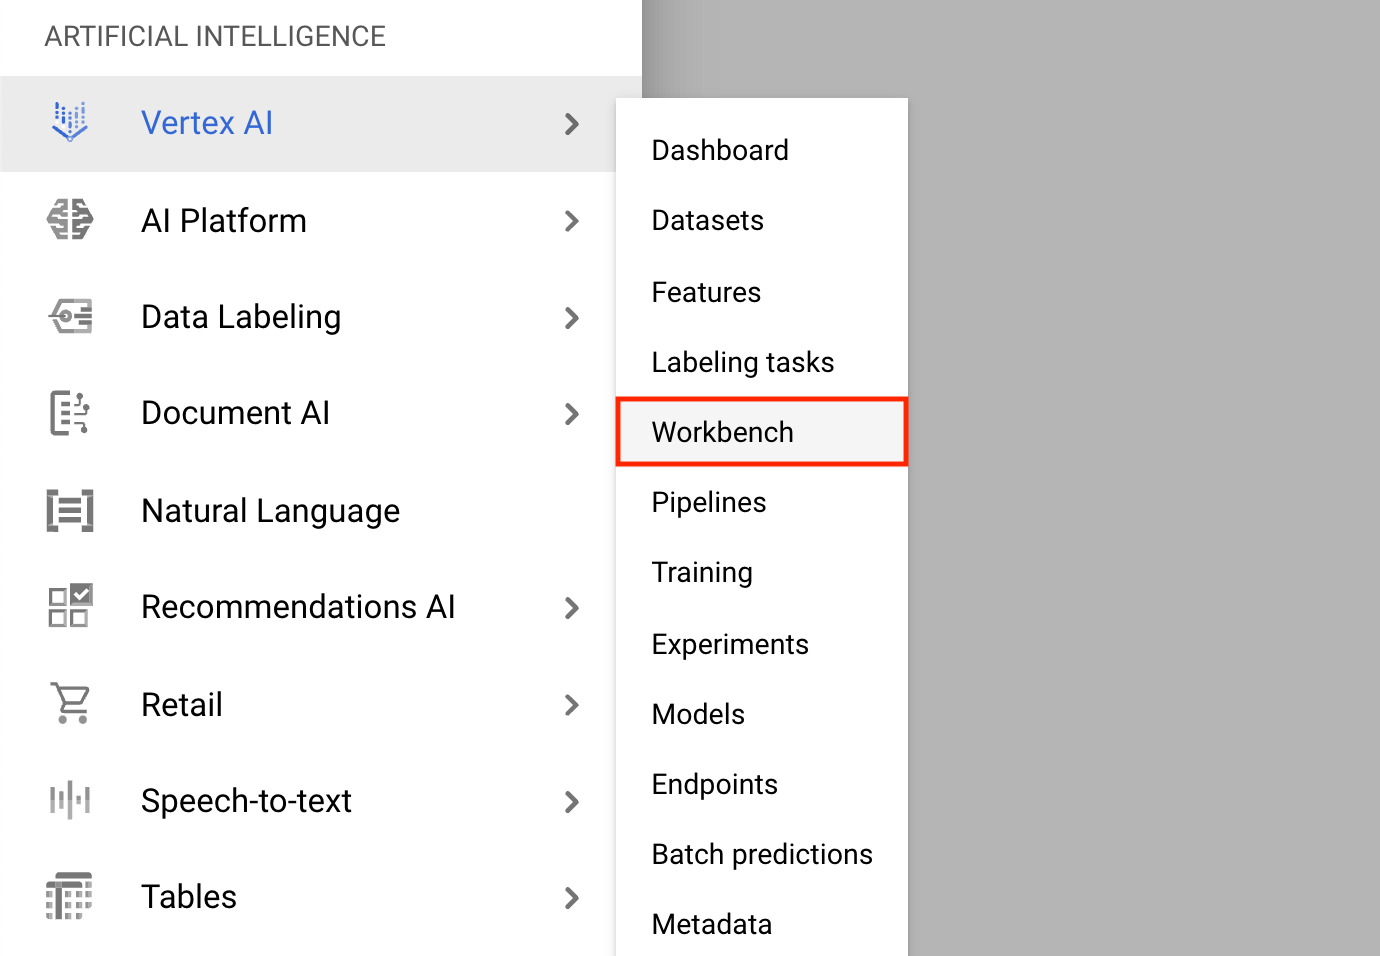 ARTIFICIAL INTELLIGENCE
Vertex AI
AI Platform
Data Labeling
Document AI
Natural Language
Recommendations AI
Retail
Speech-to-text
Tables
Dashboard
Datasets
Features
Labeling tasks
Workbench
Pipelines
Training
Experiments
Models
Endpoints
Batch predictions
Metadata